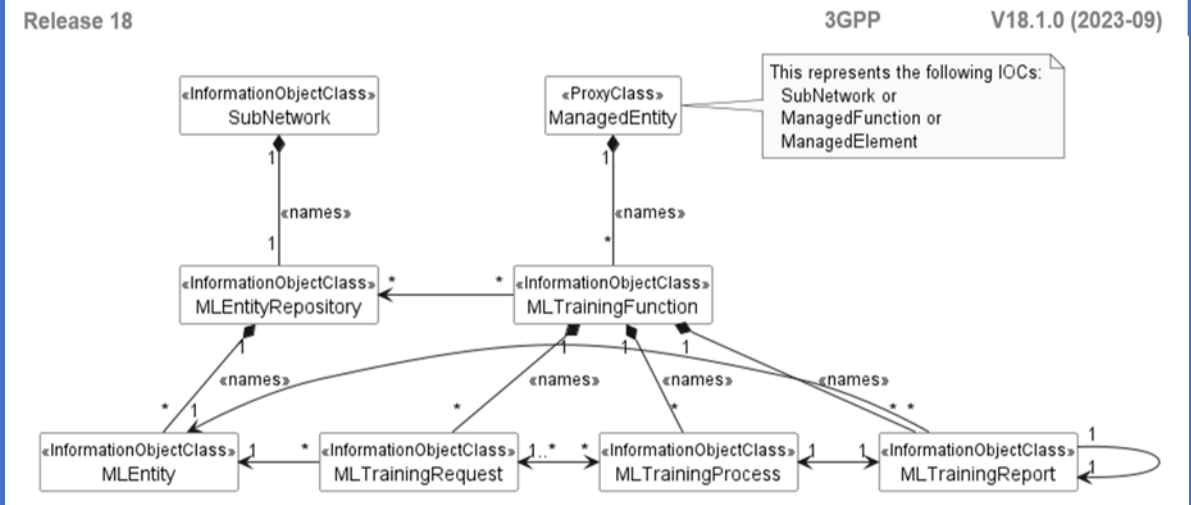 Release 18 3GPP V18.1.0 (2023-09)
«InformationObjectClass»
SubNetwork
«ProxyClass»
ManagedEntity
This represents the following IOCs:
SubNetwork or
ManagedFunction or
ManagedElement
1
1
«names»
«names»
1
*
«InformationObjectClass»
MLEntityRepository
* *
«InformationObjectClass»
MLTrainingFunction
1 1 1 1
«names» «names» «names» «names»
* 1 * * * *
«InformationObjectClass»
MLEntity
1 *
«InformationObjectClass»
MLTrainingRequest
1..* *
«InformationObjectClass»
MLTrainingProcess
1 1
«InformationObjectClass»
MLTrainingReport
1
1